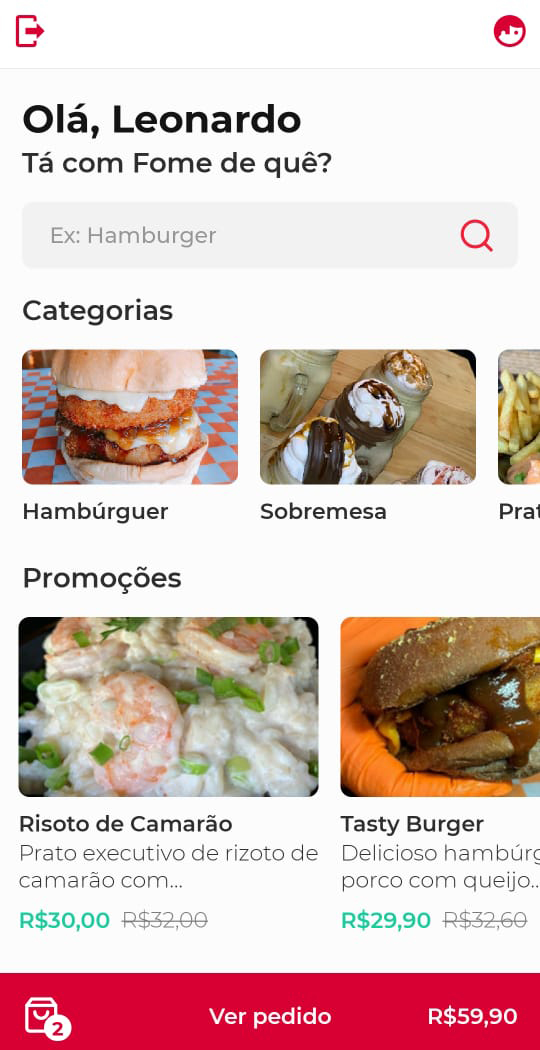 Olá, Leonardo
Tá com Fome de quê?
Ex: Hamburger
Categorias
Hambúrguer
Sobremesa
Prat
Promoções
Risoto de Camarão
Prato executivo de rizoto de
camarão com...
R$30,00 R$32,00
Tasty Burger
Delicioso hambúrg
porco com queijo...
R$29,90 R$32,60
2
Ver pedido
R$59,90